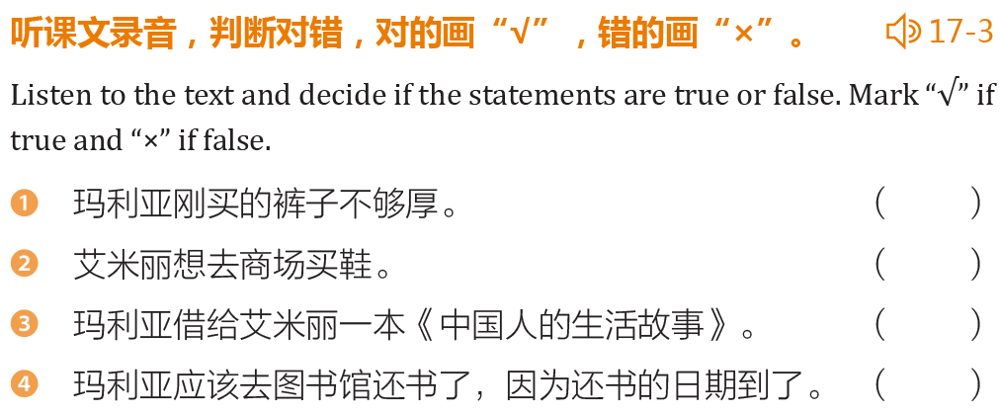 听课文录音，判断对错，对的画“√”，错的画“×”。 17-3
Listen to the text and decide if the statements are true or false. Mark “√” if
true and “×” if false.
1 玛利亚刚买的裤子不够厚。 （ ）
2 艾米丽想去商场买鞋。 （ ）
3 玛利亚借给艾米丽一本《中国人的生活故事》。 （ ）
4 玛利亚应该去图书馆还书了，因为还书的日期到了。 （ ）